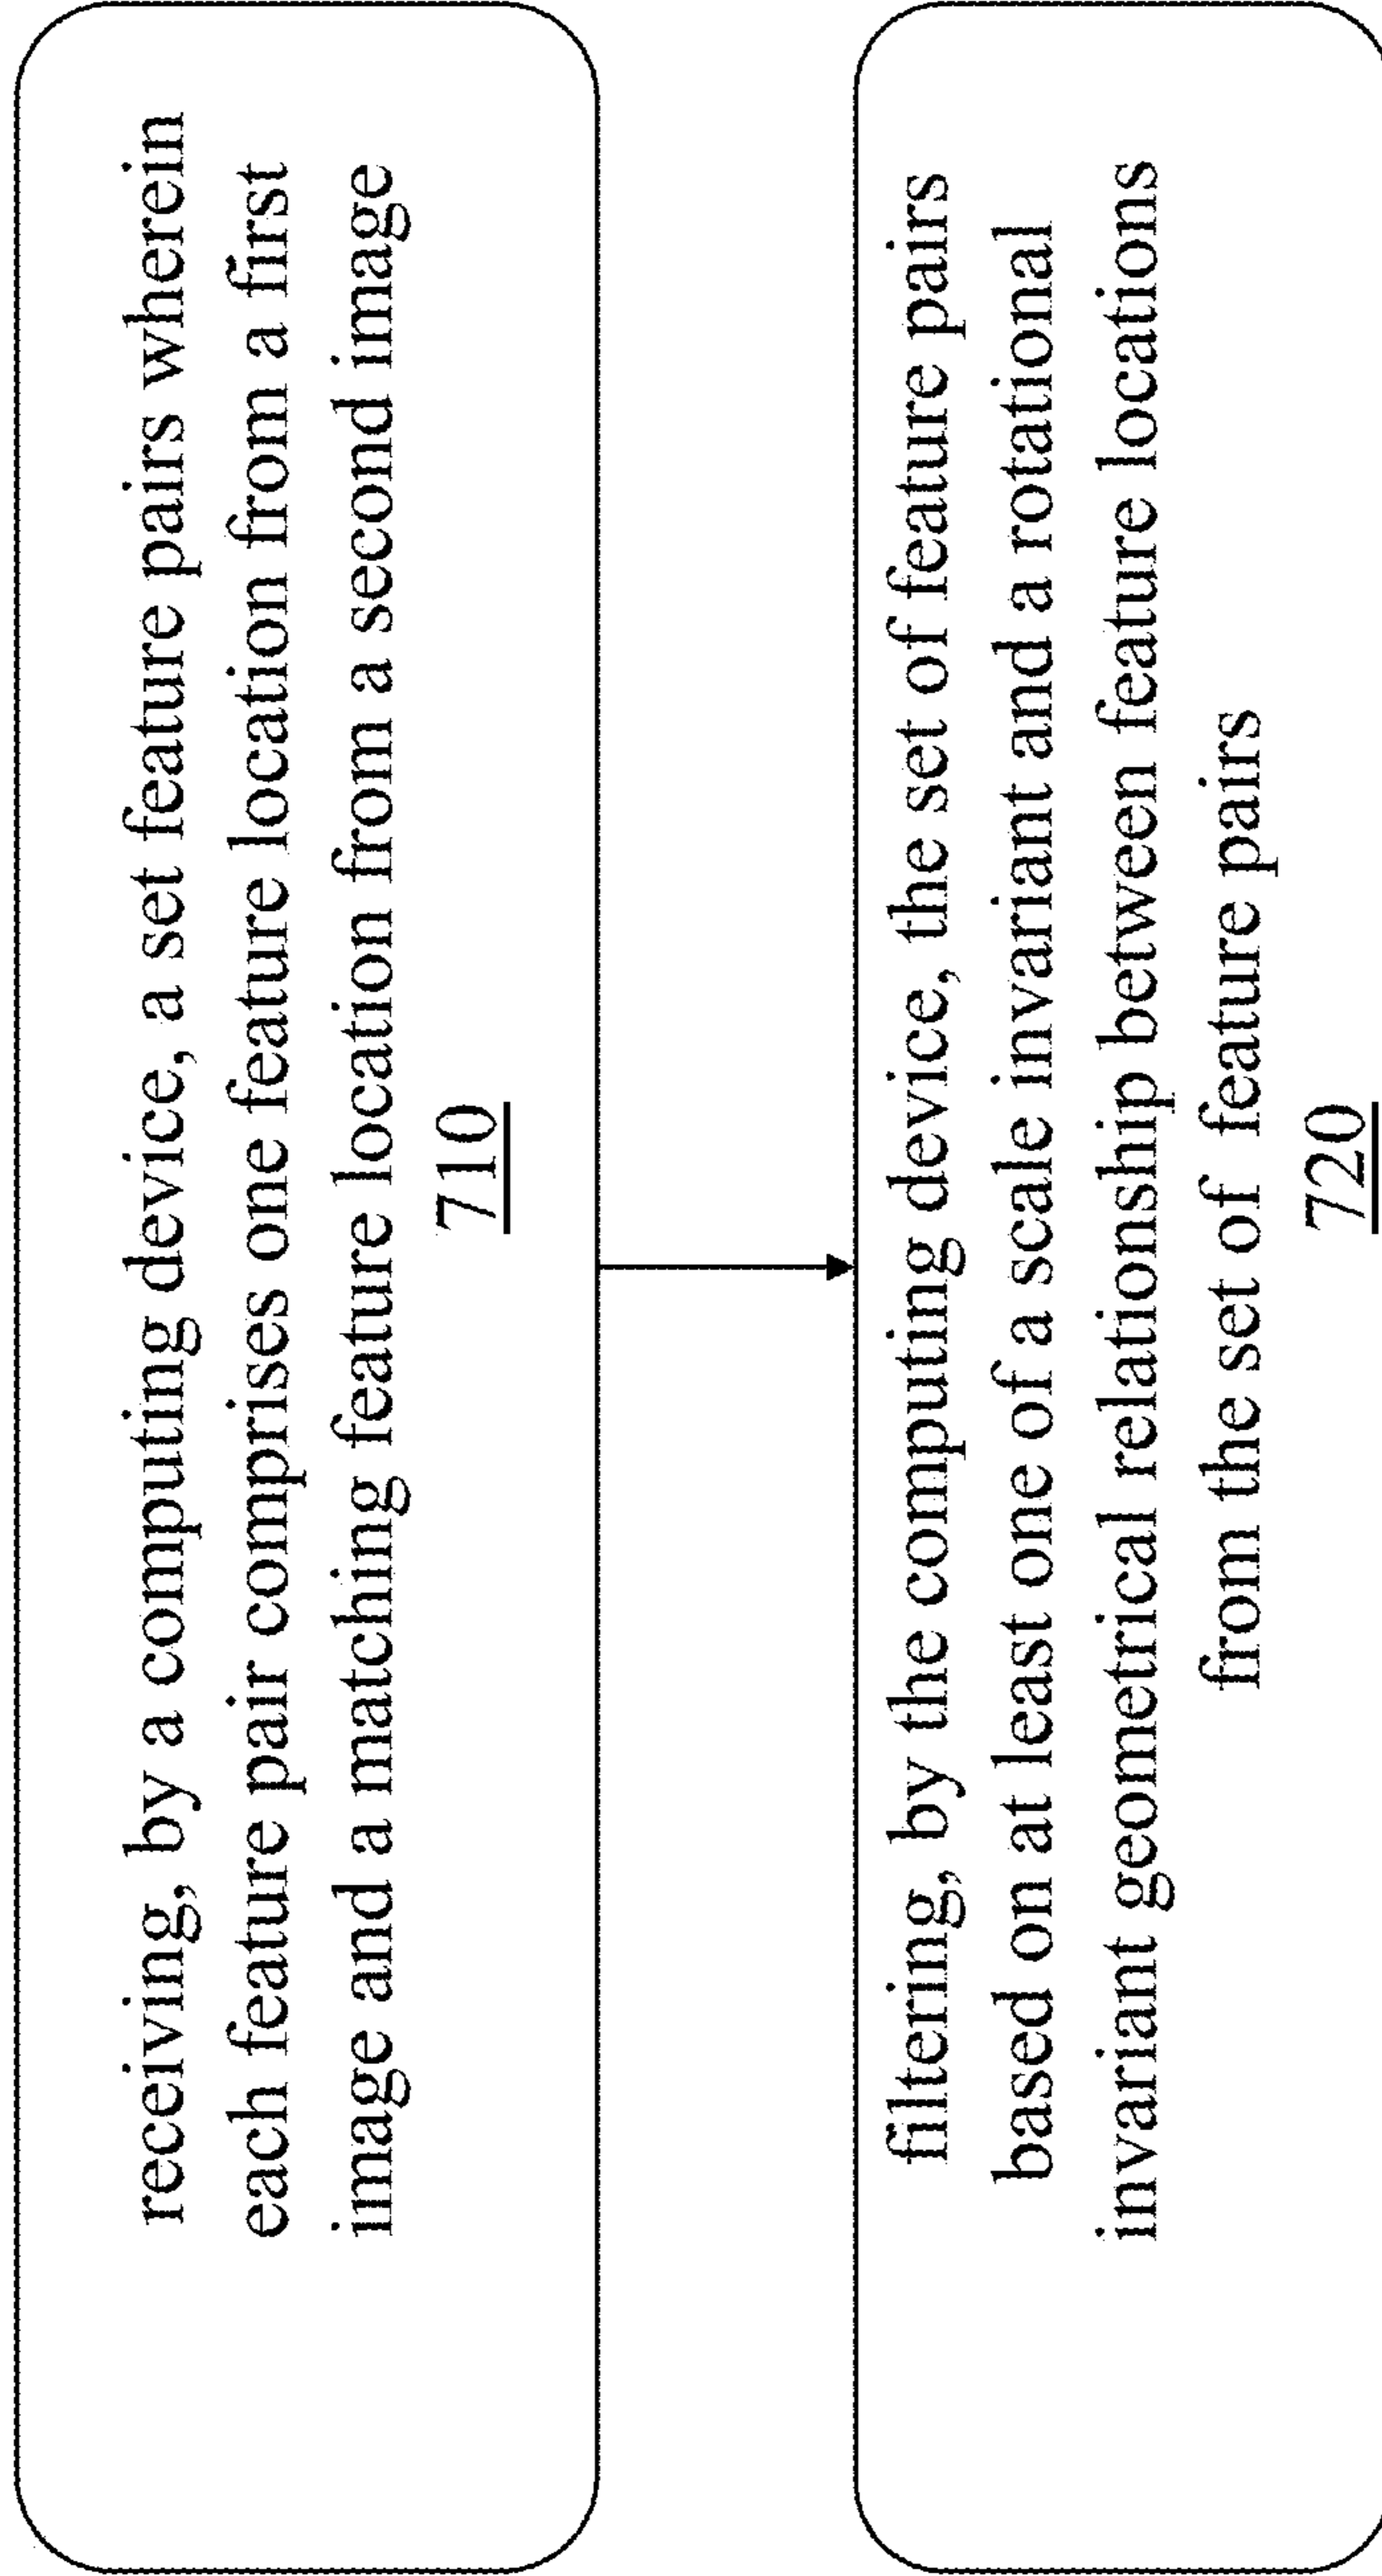 receiving, by a computing device, a set feature pairs wherein
each feature pair comprises one feature location from a first
image and a matching feature location from a second image
710
filtering, by the computing device, the set of feature pairs
based on at least one of a scale invariant and a rotational
invariant geometrical relationship between feature locations
from the set of feature pairs
720